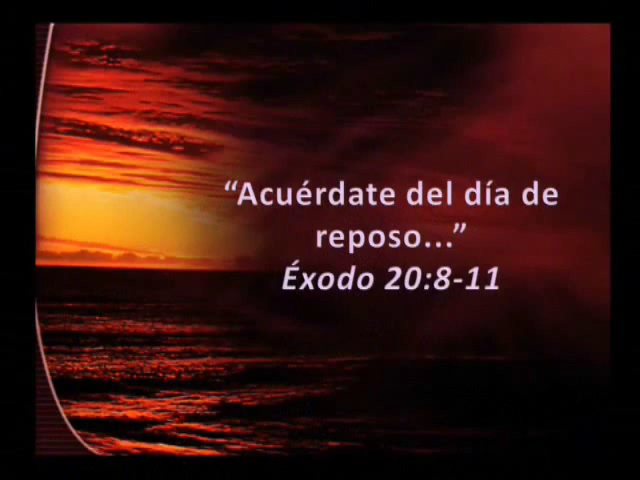 “Acuérdate del día de
reposo...”
Éxodo 20:8-11